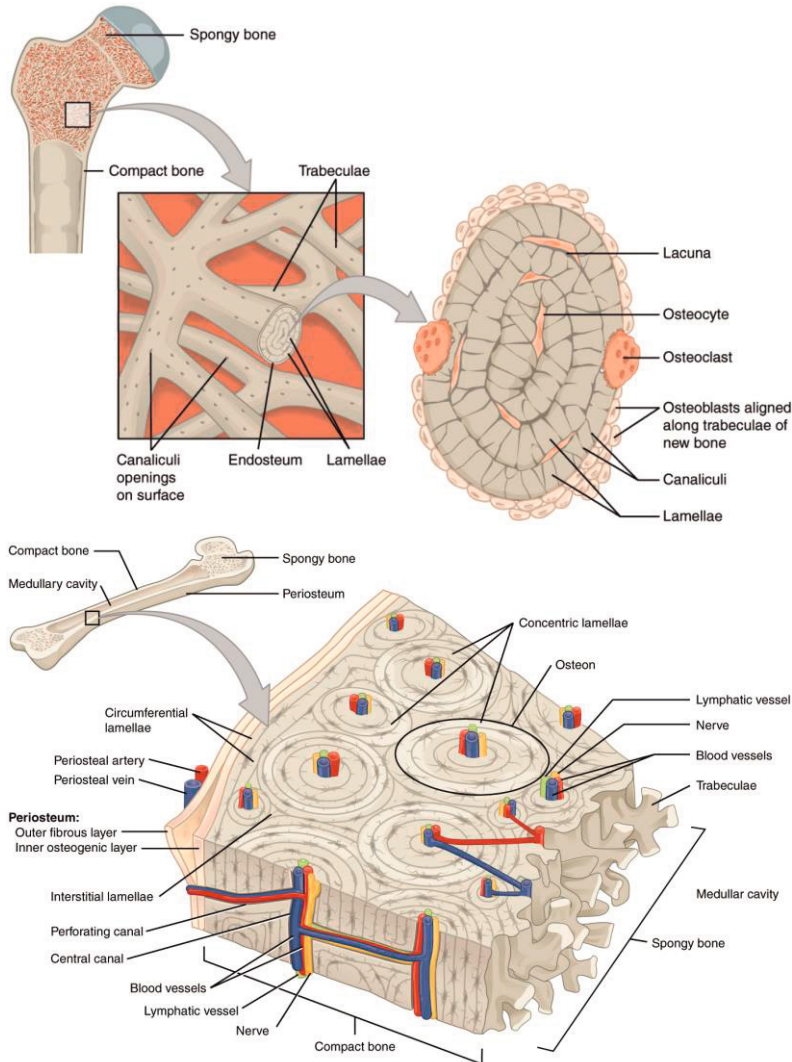 Spongy bone
Compact bone
Trabeculae
Lacuna
Osteocyte
Osteoclast
Osteoblasts aligned
along trabeculae of
new bone
Canaliculi
Lamellae
Canaliculi
openings
on surface
Endosteum
Lamellae
Compact bone
Medullary cavity
Spongy bone
Periosteum
Concentric lamellae
Osteon
Circumferential
lamellae
Lymphatic vessel
Nerve
Blood vessels
Trabeculae
Periosteal artery
Periosteal vein
Periosteum:
Outer fibrous layer
Inner osteogenic layer
Interstitial lamellae
Perforating canal
Central canal
Blood vessels
Lymphatic vessel
Nerve
Compact bone
Medullar cavity
Spongy bone